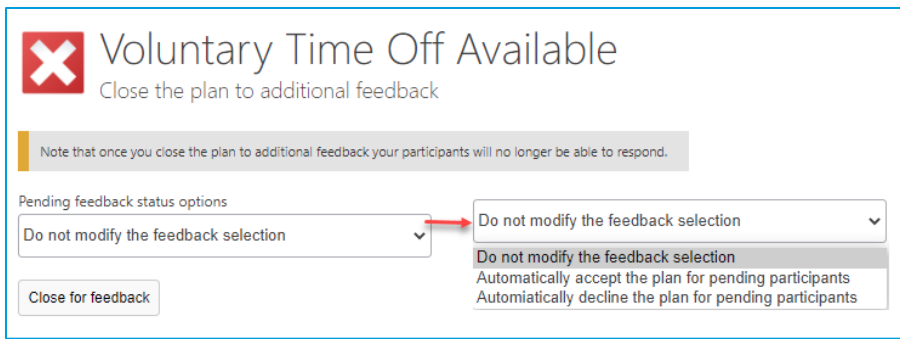 Voluntary Time Off Available
Close the plan to additional feedback
Note that once you close the plan to additional feedback your participants will no longer be able to respond.
Pending feedback status options
Do not modify the feedback selection
Do not modify the feedback selection
Do not modify the feedback selection
Automatically accept the plan for pending participants
Automiatically decline the plan for pending participants
Close for feedback